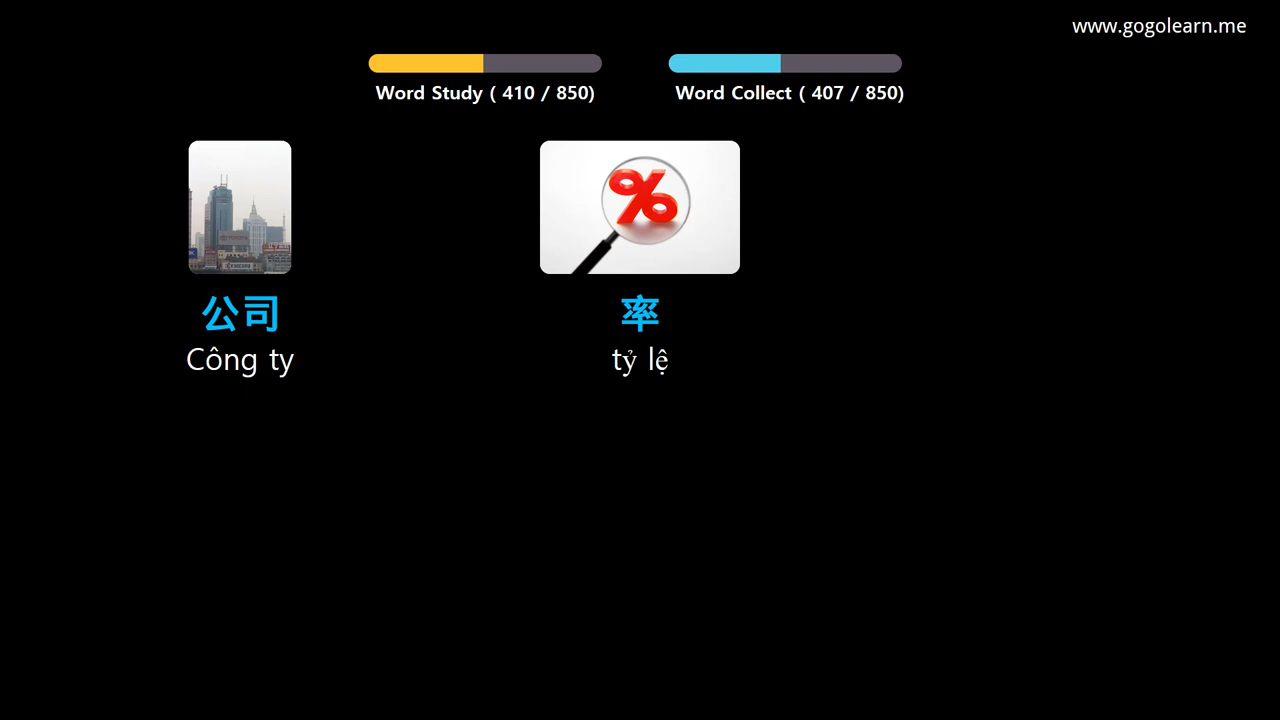 www.gogolearn.me
Word Study ( 410 / 850)
Word Collect ( 407 / 850)
公司
率
Công ty
tỷ lệ